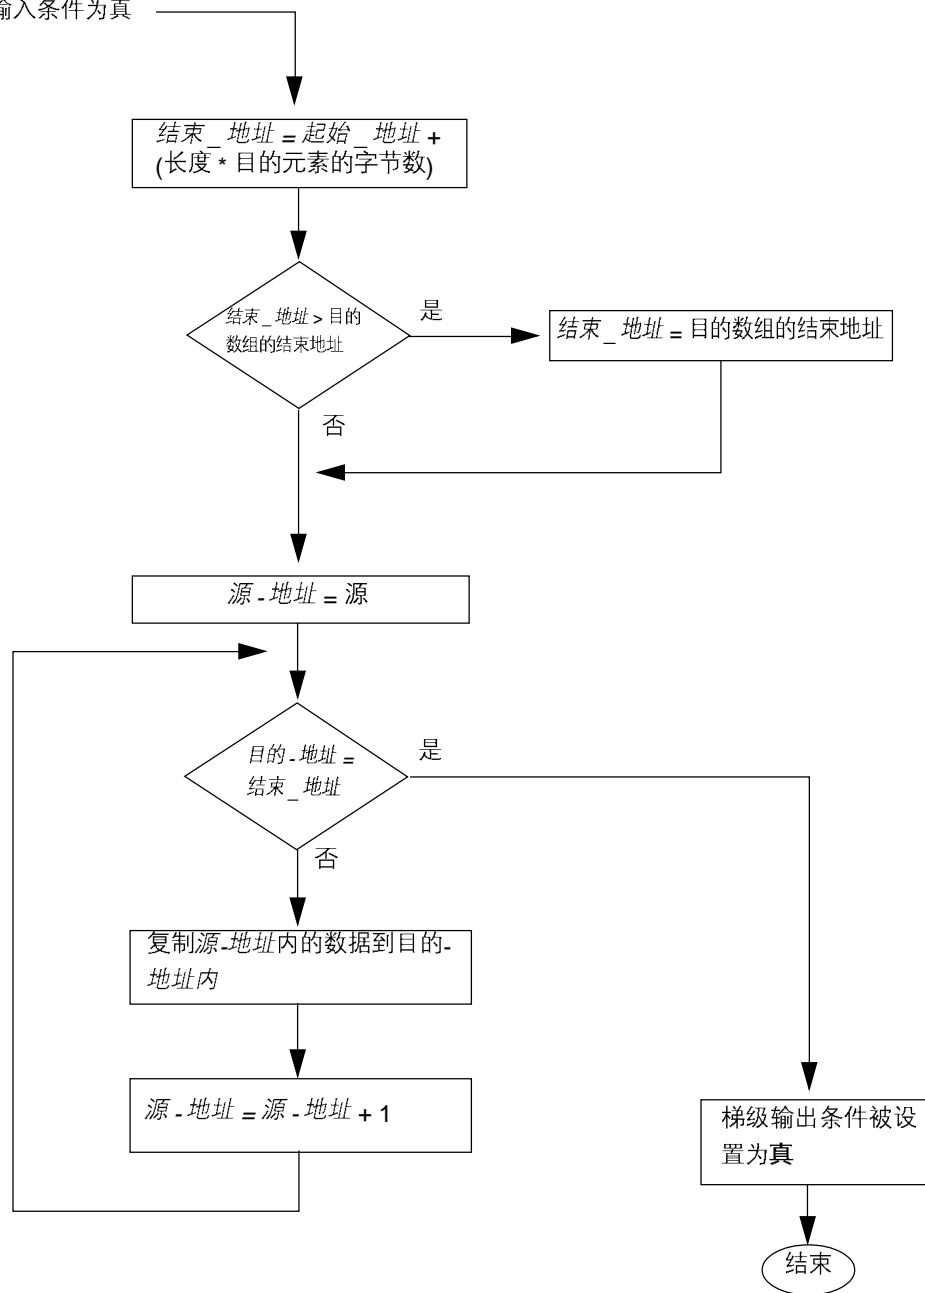 输入条件为真
结束_地址=起始_地址+
(长度*目的元素的字节数)
结束_地址>目的
数组的结束地址
是
结束_地址=目的数组的结束地址
否
源-地址=源
目的-地址=
结束_地址
是
否
复制源-地址内的数据到目的-
地址内
源-地址=源-地址+1
梯级输出条件被设
置为真
结束